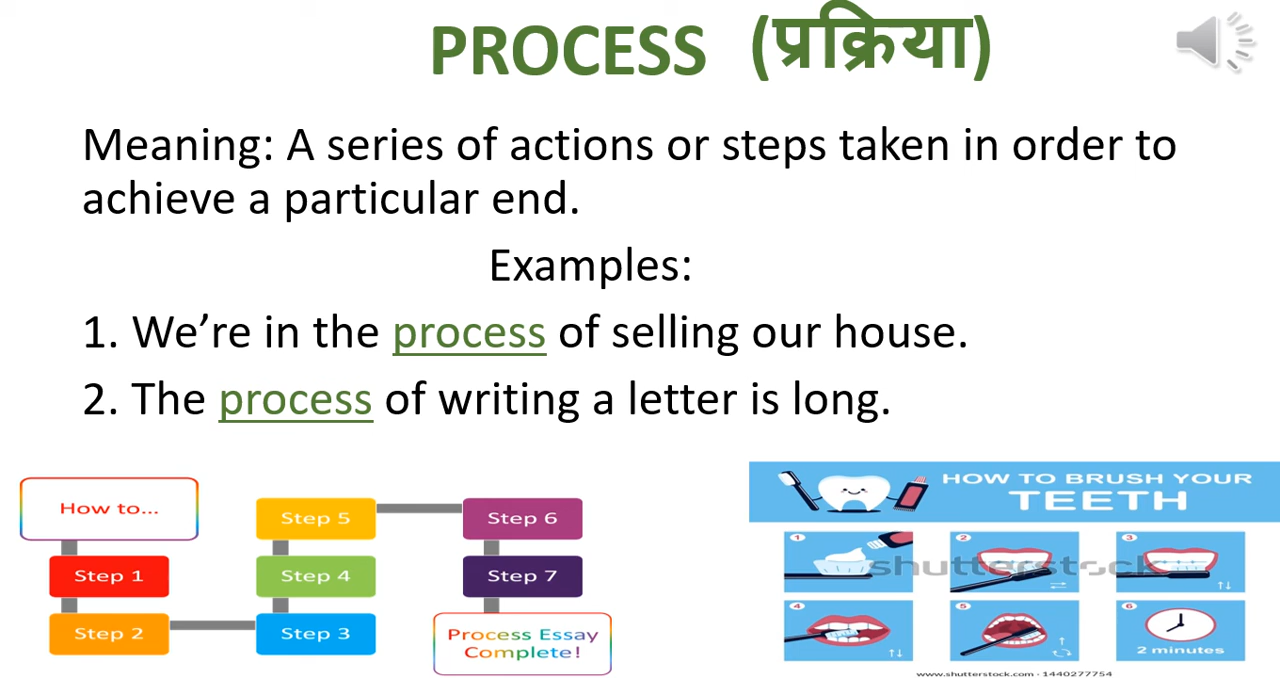 PROCESS (प्रक्रिया)
Meaning: A series of actions or steps taken in order to
achieve a particular end.
Examples:
1. We’re in the process of selling our house.
2. The process of writing a letter is long.
How to...
Step 1
Step 2
Step 3
Step 4
Step 5
Step 6
Step 7
Process Essay
Complete!
HOW TO BRUSH YOUR
TEETH
1
2
3
shutterstock
4
5
6
2 minutes
www.shutterstock.com · 1440277754